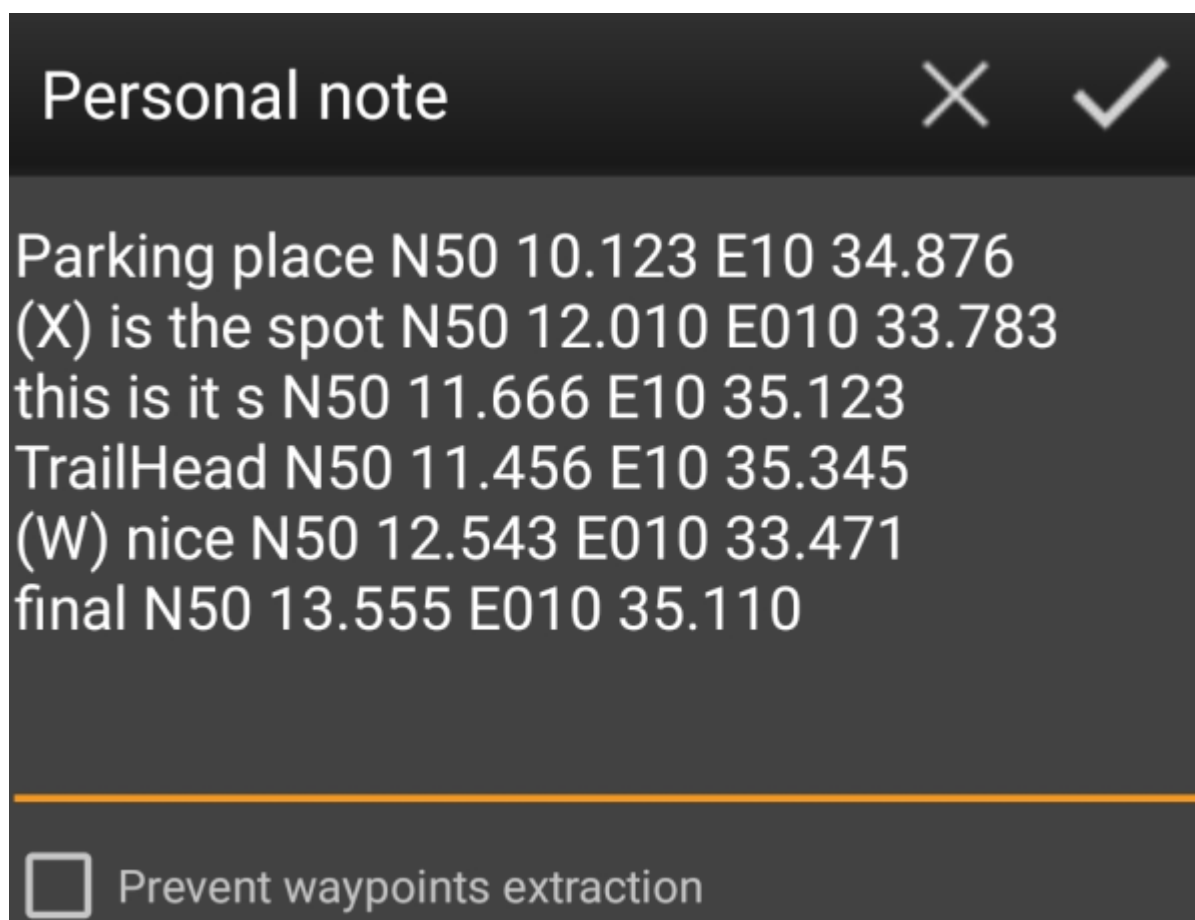 Personal note
Parking place N50 10.123 E10 34.876
(X) is the spot N50 12.010 E010 33.783
this is it s N50 11.666 E10 35.123
TrailHead N50 11.456 E10 35.345
(W) nice N50 12.543 E010 33.471
final N50 13.555 E010 35.110
Prevent waypoints extraction